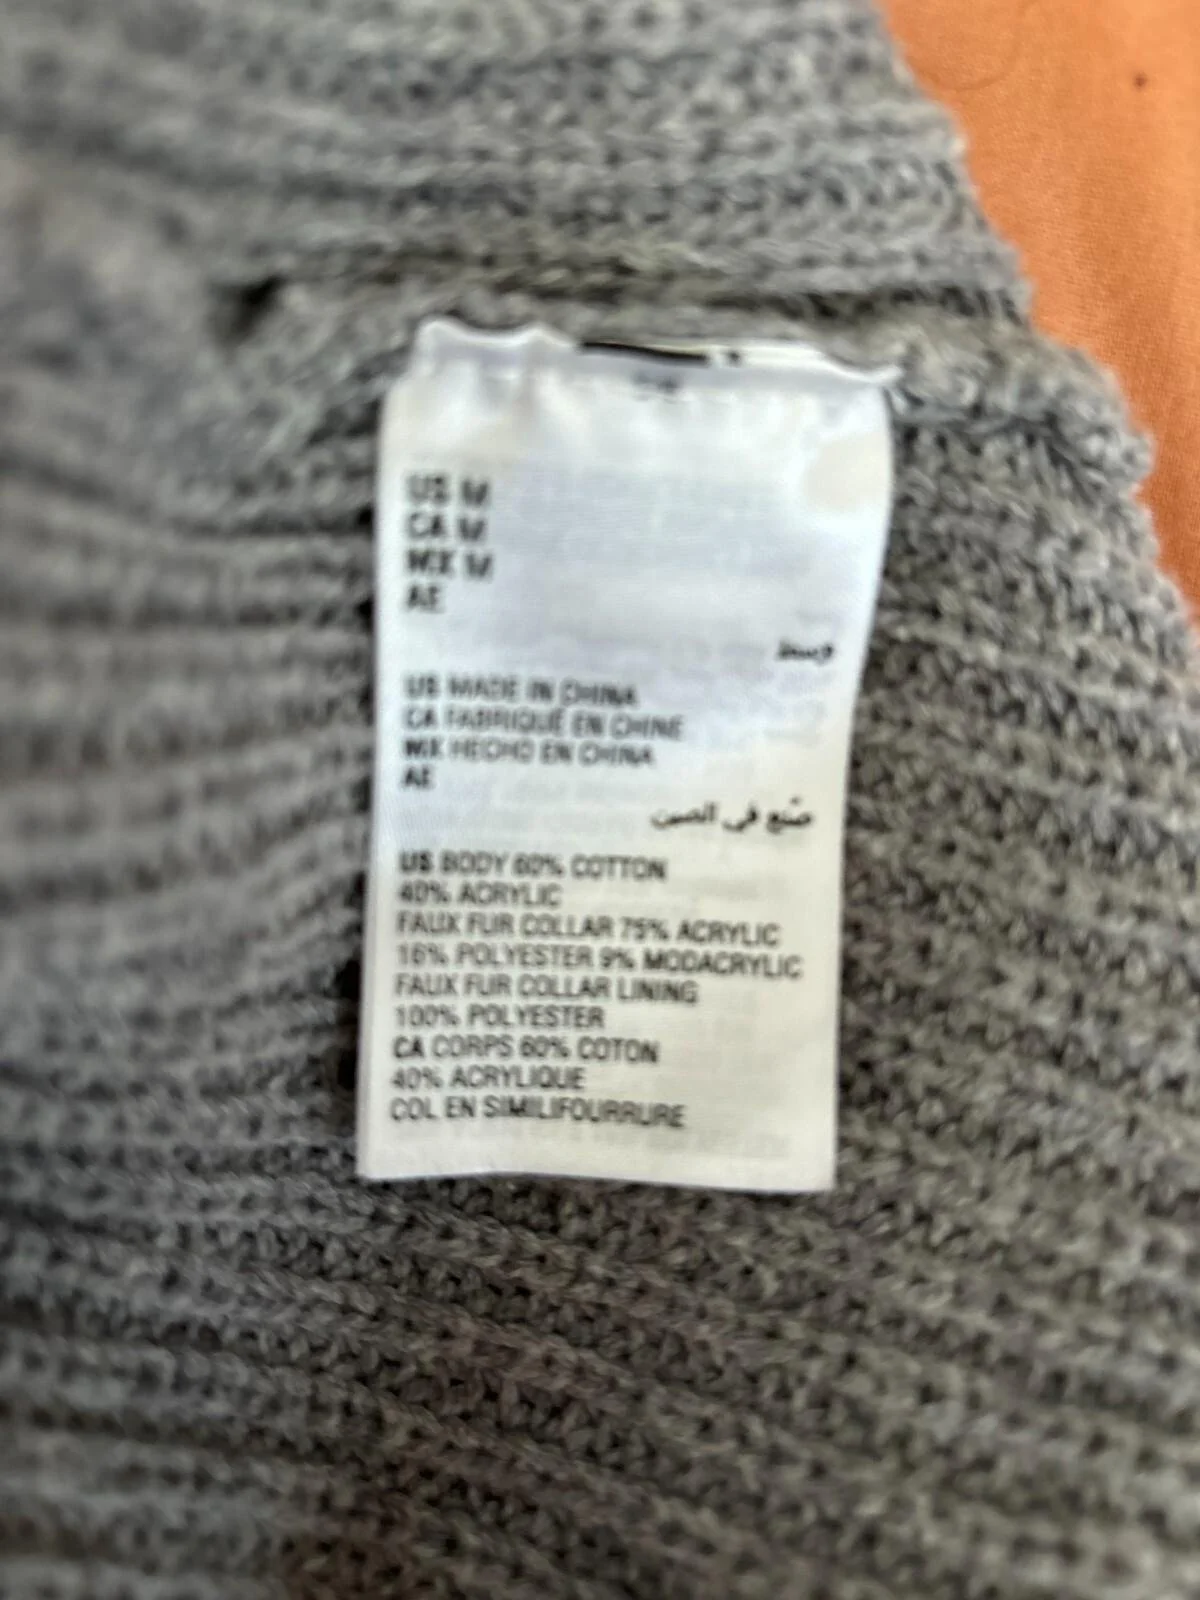 US M
CA M
MX M
AE
وسط
US MADE IN CHINA
CA FABRIQUÉ EN CHINE
MX HECHO EN CHINA
AE
صُنِع في الصين
US BODY 60% COTTON
40% ACRYLIC
FAUX FUR COLLAR 75% ACRYLIC
16% POLYESTER 9% MODACRYLIC
FAUX FUR COLLAR LINING
100% POLYESTER
CA CORPS 60% COTON
40% ACRYLIQUE
COL EN SIMILIFOURRURE